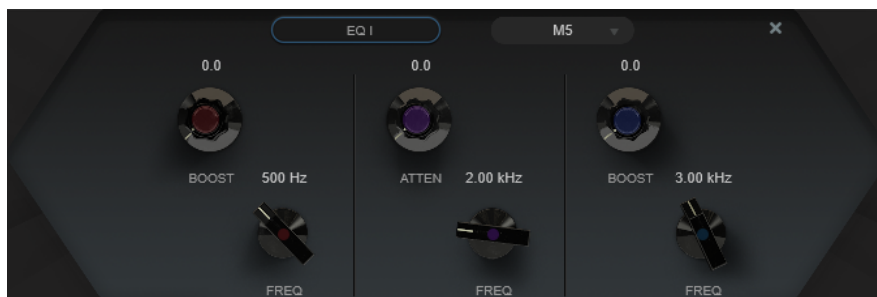 EQ I M5
0.0 0.0 0.0
BOOST 500 Hz ATTEN 2.00 kHz BOOST 3.00 kHz
FREQ FREQ FREQ